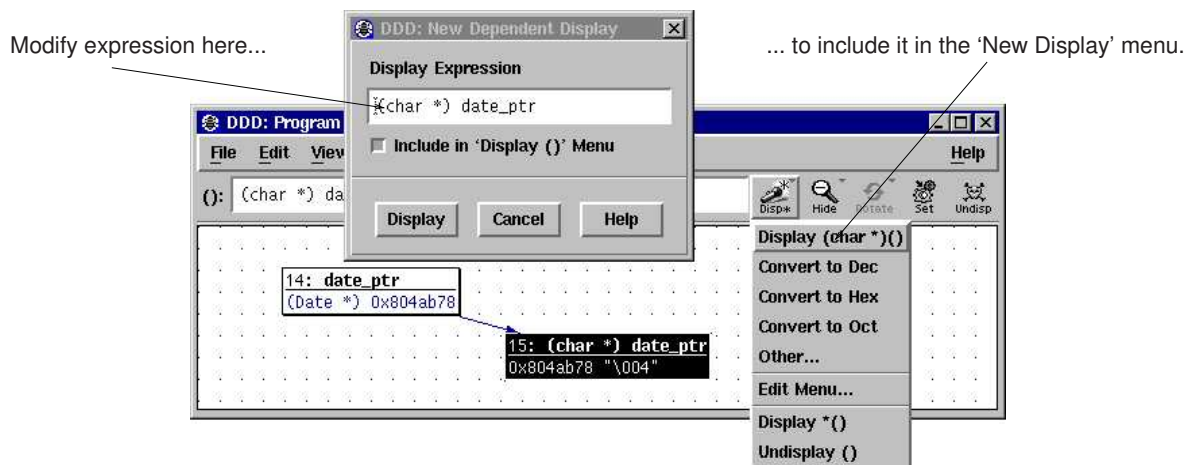 Modify expression here...
... to include it in the ‘New Display’ menu.
DDD: New Dependent Display
Display Expression
(char *) date_ptr
Include in ‘Display ()’ Menu
Display
Cancel
Help
DDD: Program
File
Edit
View
Help
():
(char *) da
Disp*
Hide
Rotate
Set
Undisp
14: date_ptr
(Date *) 0x804ab78
15: (char *) date_ptr
0x804ab78 "\004"
Display (char *)()
Convert to Dec
Convert to Hex
Convert to Oct
Other...
Edit Menu...
Display *()
Undisplay ()